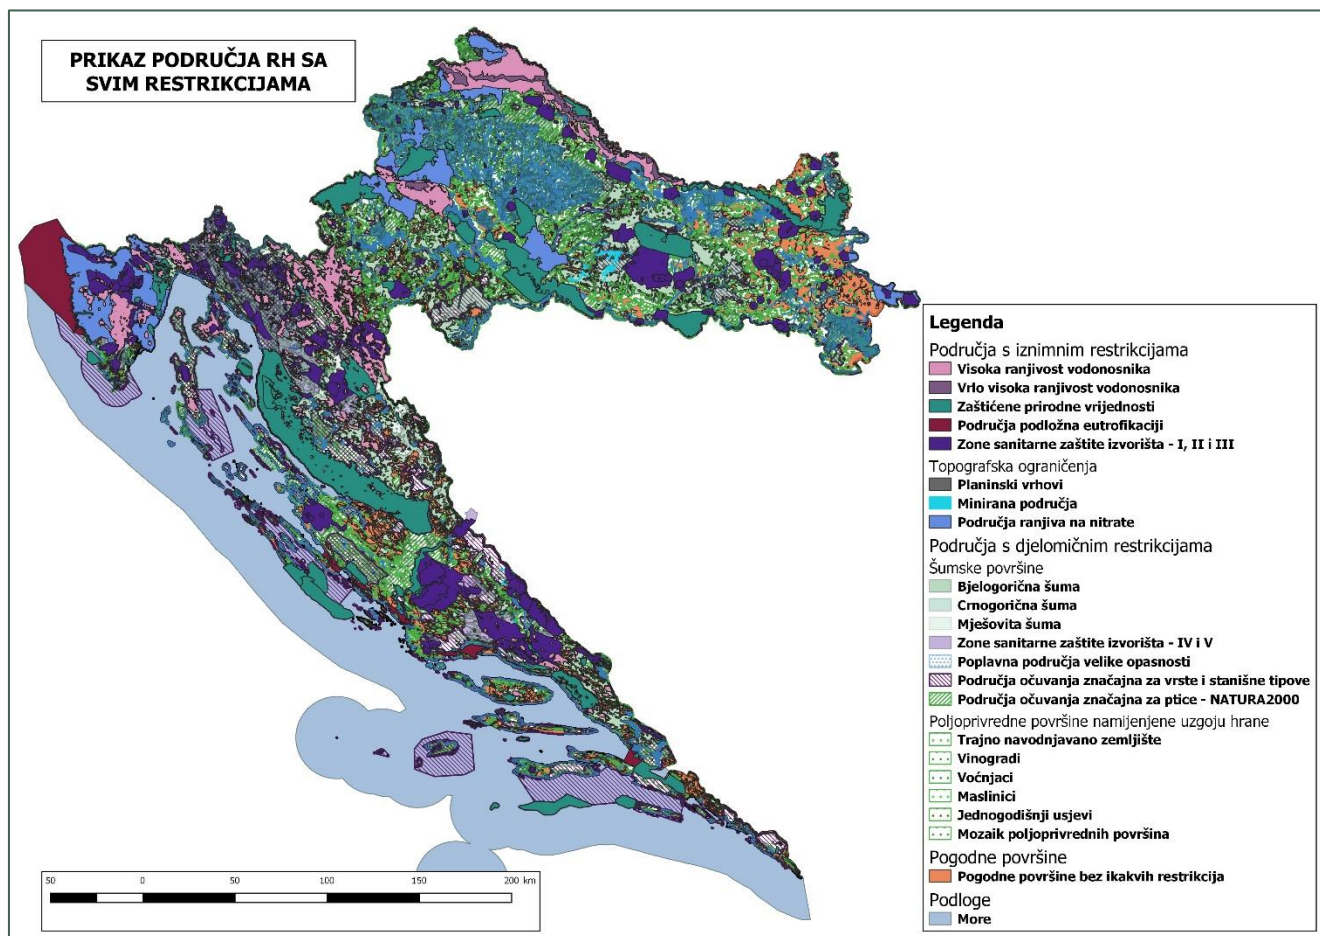 PRIKAZ PODRUČJA RH SA
SVIM RESTRIKCIJAMA
Legenda
Područja s iznimnim restrikcijama
Visoka ranjivost vodonosnika
Vrlo visoka ranjivost vodonosnika
Zaštićene prirodne vrijednosti
Područja podložna eutrofikaciji
Zone sanitarne zaštite izvorišta - I, II i III
Topografska ograničenja
Planinski vrhovi
Minirana područja
Područja ranjiva na nitrate
Područja s djelomičnim restrikcijama
Šumske površine
Bjelogorična šuma
Crnogorična šuma
Mješovita šuma
Zone sanitarne zaštite izvorišta - IV i V
Poplavna područja velike opasnosti
Područja očuvanja značajna za vrste i stanišne tipove
Područja očuvanja značajna za ptice - NATURA2000
Poljoprivredne površine namijenjene uzgoju hrane
Trajno navodnjavano zemljište
Vinogradi
Voćnjaci
Maslinici
Jednogodišnji usjevi
Mozaik poljoprivrednih površina
Pogodne površine
Pogodne površine bez ikakvih restrikcija
Podloge
More
50 0 50 100 150 200 km